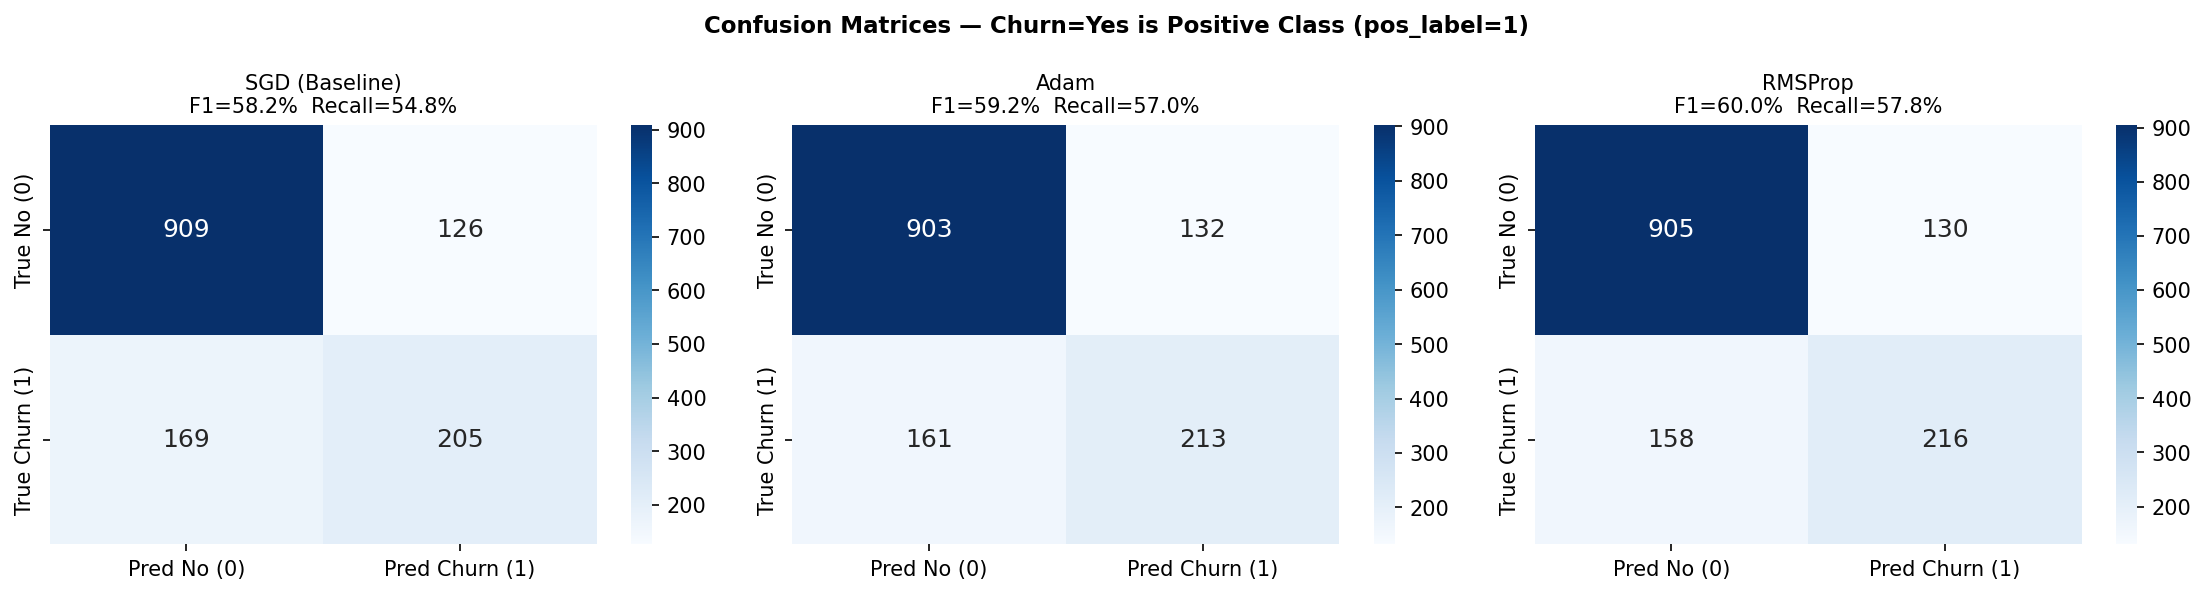 Confusion Matrices — Churn=Yes is Positive Class (pos_label=1)
SGD (Baseline)
F1=58.2%  Recall=54.8%
True No (0)
True Churn (1)
909
126
169
205
Pred No (0)
Pred Churn (1)
900
800
700
600
500
400
300
200
Adam
F1=59.2%  Recall=57.0%
True No (0)
True Churn (1)
903
132
161
213
Pred No (0)
Pred Churn (1)
900
800
700
600
500
400
300
200
RMSProp
F1=60.0%  Recall=57.8%
True No (0)
True Churn (1)
905
130
158
216
Pred No (0)
Pred Churn (1)
900
800
700
600
500
400
300
200